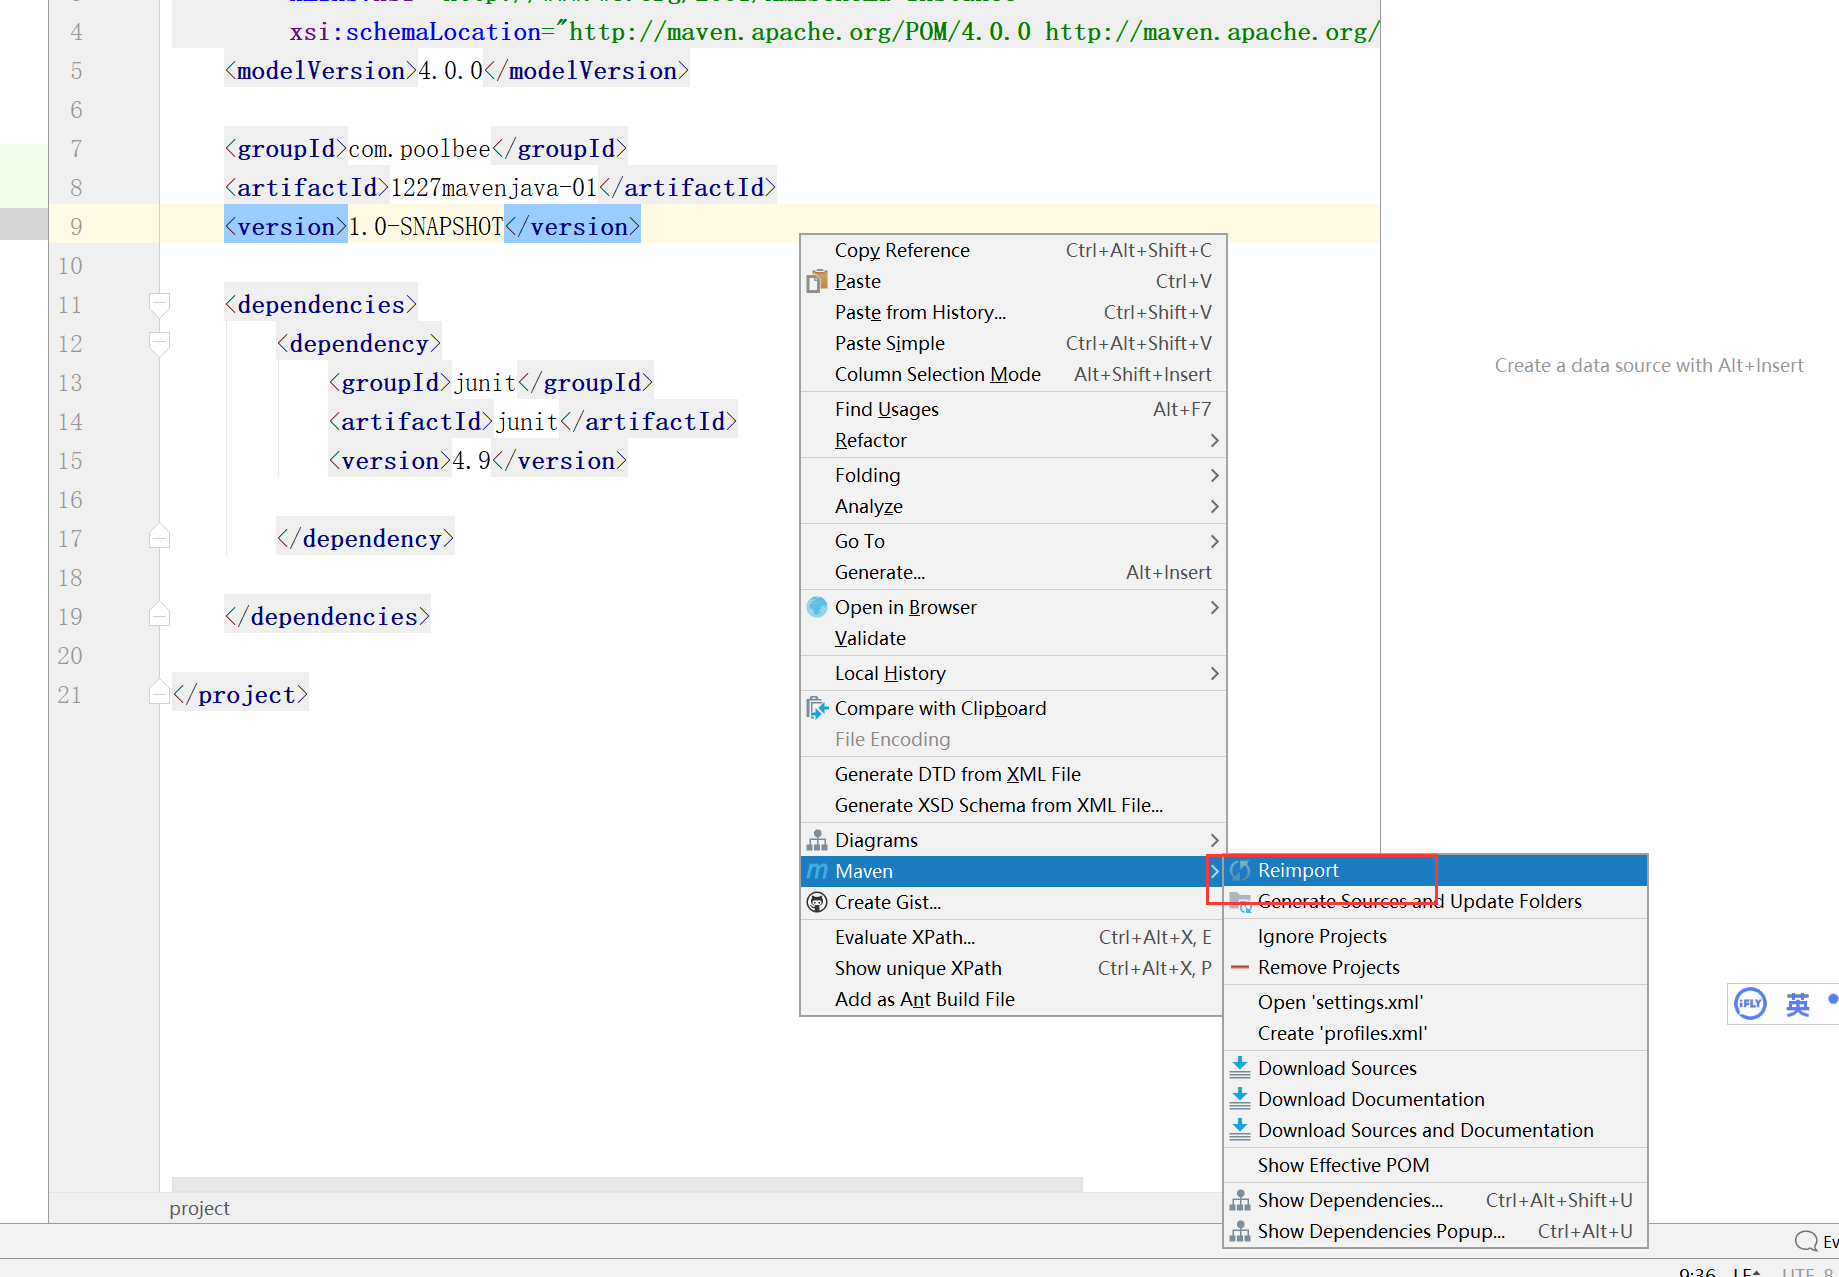 4 xsi:schemaLocation="http://maven.apache.org/POM/4.0.0 http://maven.apache.org/
5 <modelVersion>4.0.0</modelVersion>
6
7 <groupId>com.poolbee</groupId>
8 <artifactId>1227mavenjava-01</artifactId>
9 <version>1.0-SNAPSHOT</version>
10
11 <dependencies>
12 <dependency>
13 <groupId>junit</groupId>
14 <artifactId>junit</artifactId>
15 <version>4.9</version>
16
17 </dependency>
18
19 </dependencies>
20
21 </project>
project
Copy Reference Ctrl+Alt+Shift+C
Paste Ctrl+V
Paste from History... Ctrl+Shift+V
Paste Simple Ctrl+Alt+Shift+V
Column Selection Mode Alt+Shift+Insert
Find Usages Alt+F7
Refactor
Folding
Analyze
Go To
Generate... Alt+Insert
Open in Browser
Validate
Local History
Compare with Clipboard
File Encoding
Generate DTD from XML File
Generate XSD Schema from XML File...
Diagrams
Maven
Create Gist...
Evaluate XPath... Ctrl+Alt+X, E
Show unique XPath Ctrl+Alt+X, P
Add as Ant Build File
Reimport
Generate Sources and Update Folders
Ignore Projects
Remove Projects
Open 'settings.xml'
Create 'profiles.xml'
Download Sources
Download Documentation
Download Sources and Documentation
Show Effective POM
Show Dependencies... Ctrl+Alt+Shift+U
Show Dependencies Popup... Ctrl+Alt+U
Create a data source with Alt+Insert
iFLY 英
Ev
9:36 LF UTF-8